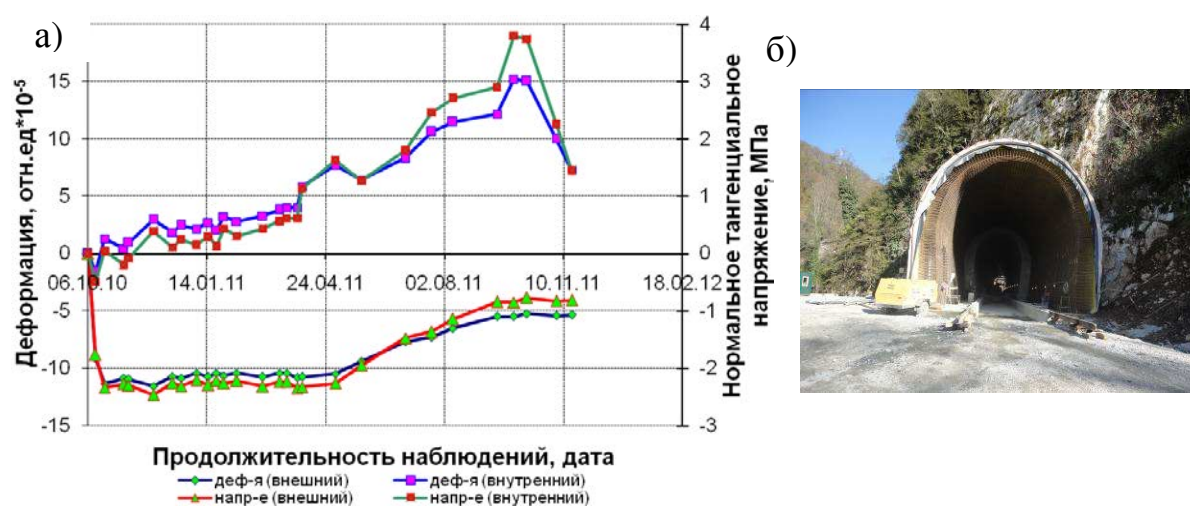 а)
б)
Деформация, отн.ед*10⁻⁵
15
10
5
0
-5
-10
-15
4
3
2
1
0
-1
-2
-3
Нормальное тангенциальное
напряжение, МПа
06.10.10 14.01.11 24.04.11 02.08.11 10.11.11 18.02.12
Продолжительность наблюдений, дата
деф-я (внешний) деф-я (внутренний)
напр-е (внешний) напр-е (внутренний)